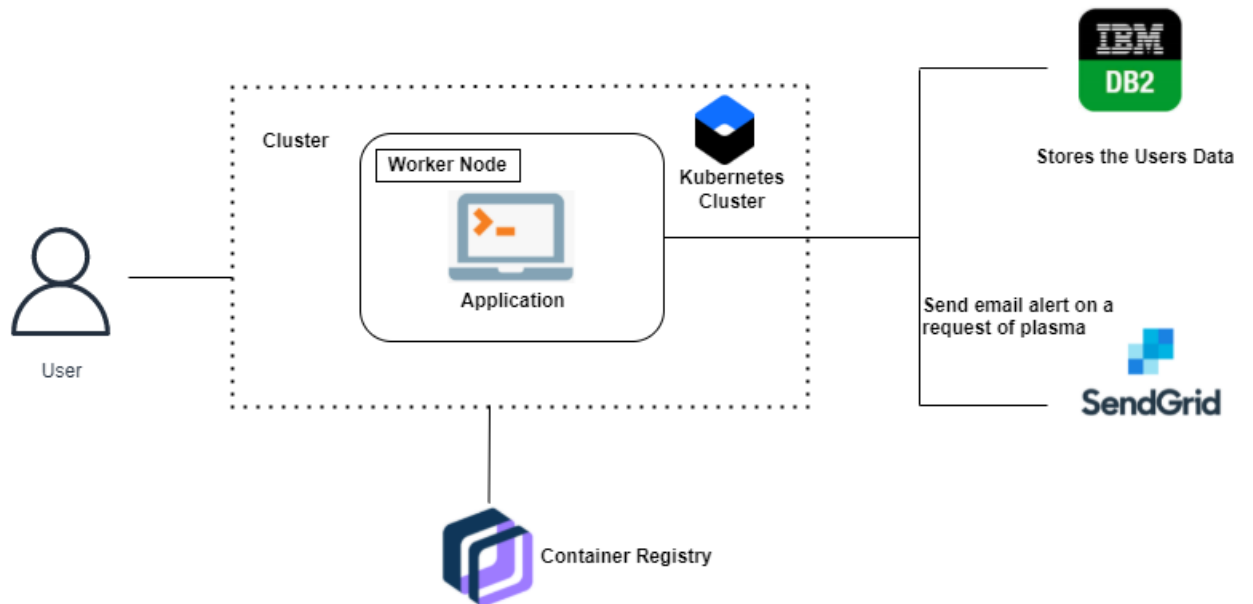 IBM
DB2
Stores the Users Data
Cluster
Worker Node
Kubernetes
Cluster
Application
User
Send email alert on a
request of plasma
SendGrid
Container Registry